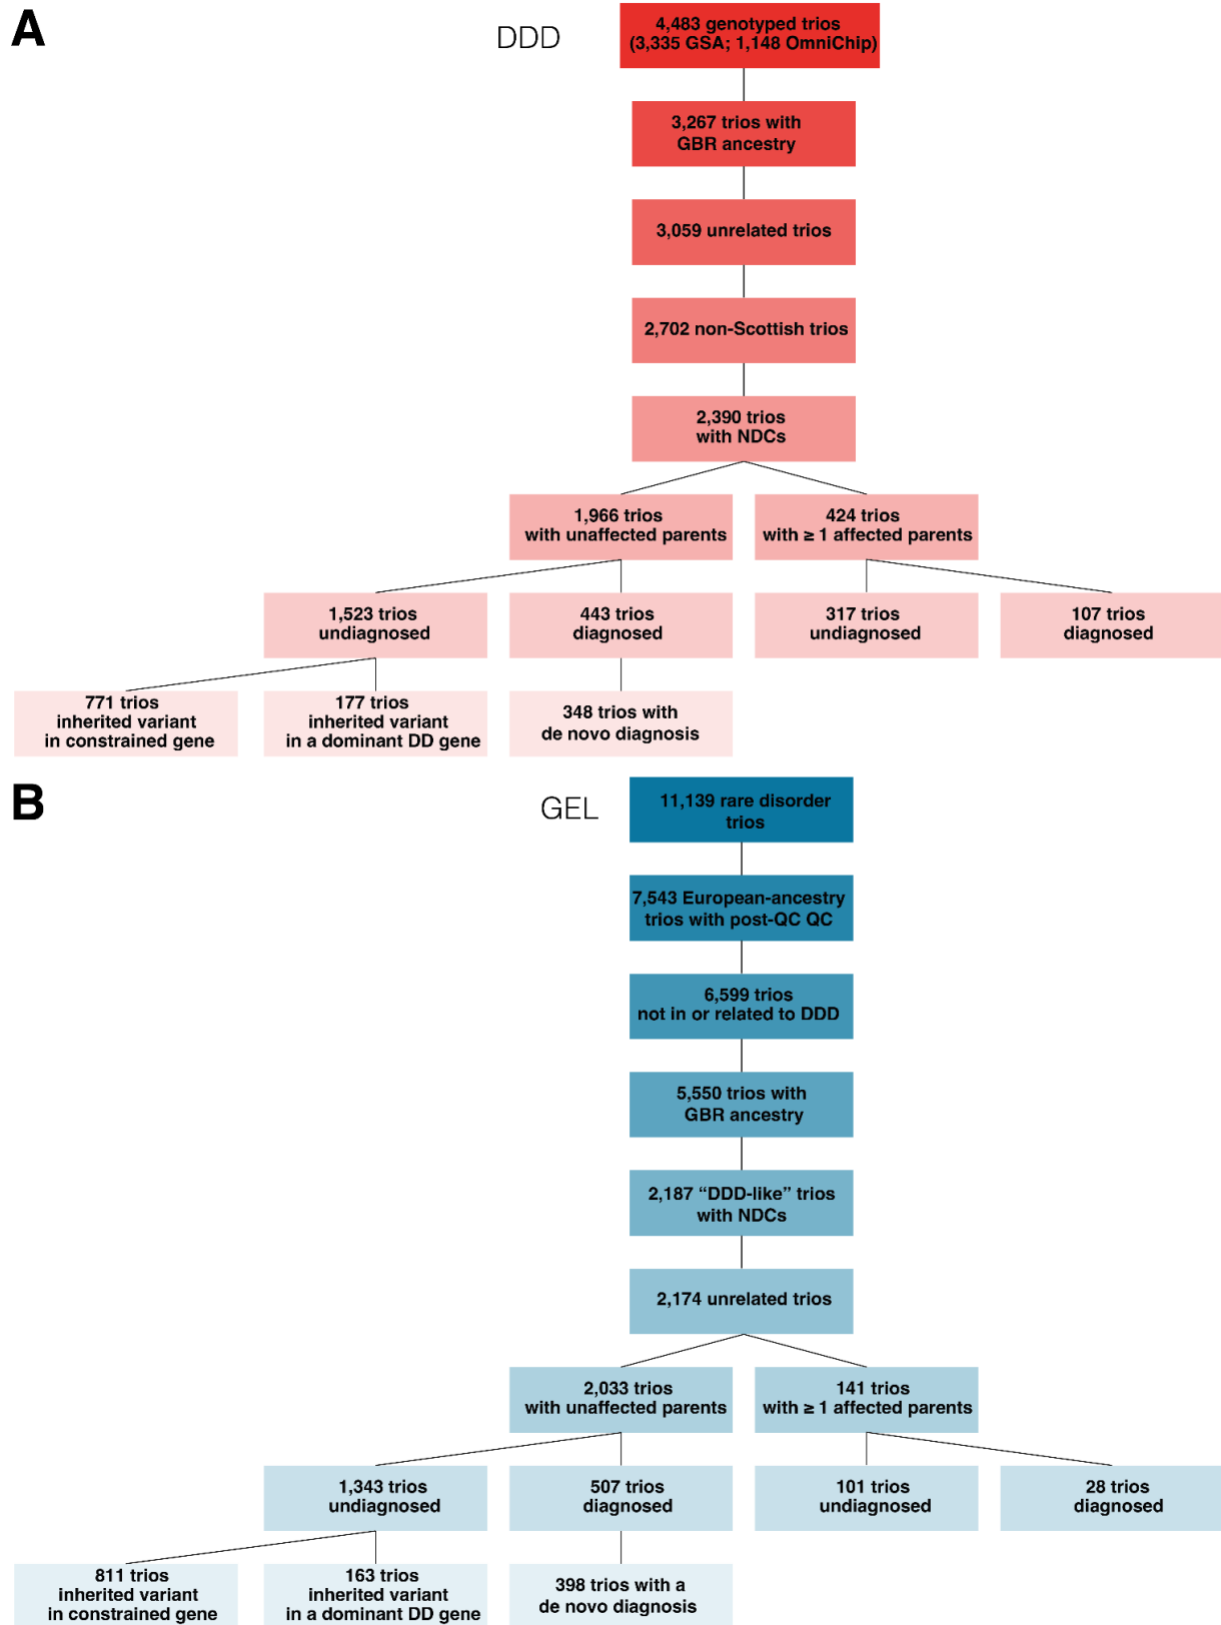 A
DDD
4,483 genotyped trios
(3,335 GSA; 1,148 OmniChip)
3,267 trios with
GBR ancestry
3,059 unrelated trios
2,702 non-Scottish trios
2,390 trios
with NDCs
1,966 trios
with unaffected parents
424 trios
with ≥ 1 affected parents
1,523 trios
undiagnosed
443 trios
diagnosed
317 trios
undiagnosed
107 trios
diagnosed
771 trios
inherited variant
in constrained gene
177 trios
inherited variant
in a dominant DD gene
348 trios with
de novo diagnosis
B
GEL
11,139 rare disorder
trios
7,543 European-ancestry
trios with post-QC QC
6,599 trios
not in or related to DDD
5,550 trios with
GBR ancestry
2,187 “DDD-like” trios
with NDCs
2,174 unrelated trios
2,033 trios
with unaffected parents
141 trios
with ≥ 1 affected parents
1,343 trios
undiagnosed
507 trios
diagnosed
101 trios
undiagnosed
28 trios
diagnosed
811 trios
inherited variant
in constrained gene
163 trios
inherited variant
in a dominant DD gene
398 trios with a
de novo diagnosis